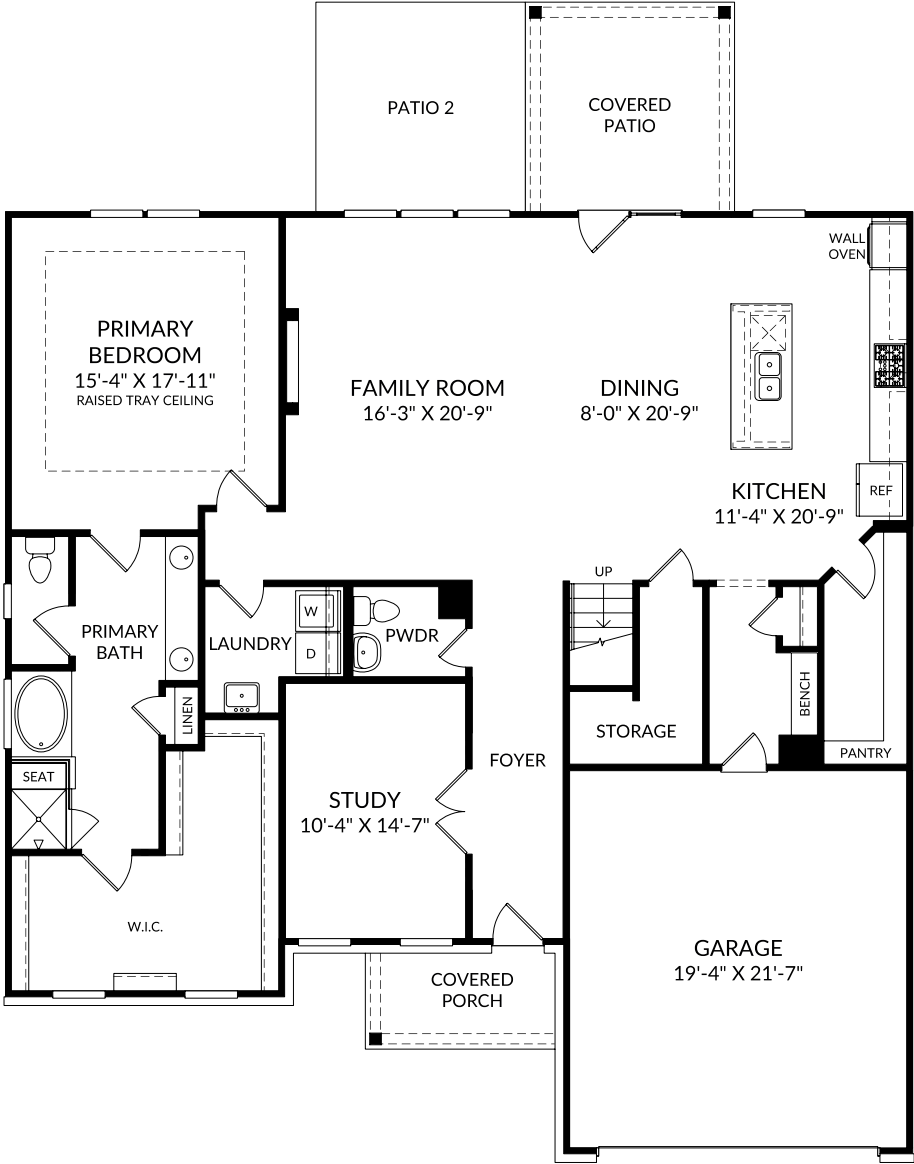 PATIO 2
COVERED
PATIO
WALL
OVEN
PRIMARY
BEDROOM
15'-4" X 17'-11"
RAISED TRAY CEILING
FAMILY ROOM
16'-3" X 20'-9"
DINING
8'-0" X 20'-9"
KITCHEN
11'-4" X 20'-9"
REF
UP
W
D
LAUNDRY
PWDR
PRIMARY
BATH
LINEN
BENCH
STORAGE
PANTRY
FOYER
SEAT
STUDY
10'-4" X 14'-7"
W.I.C.
COVERED
PORCH
GARAGE
19'-4" X 21'-7"